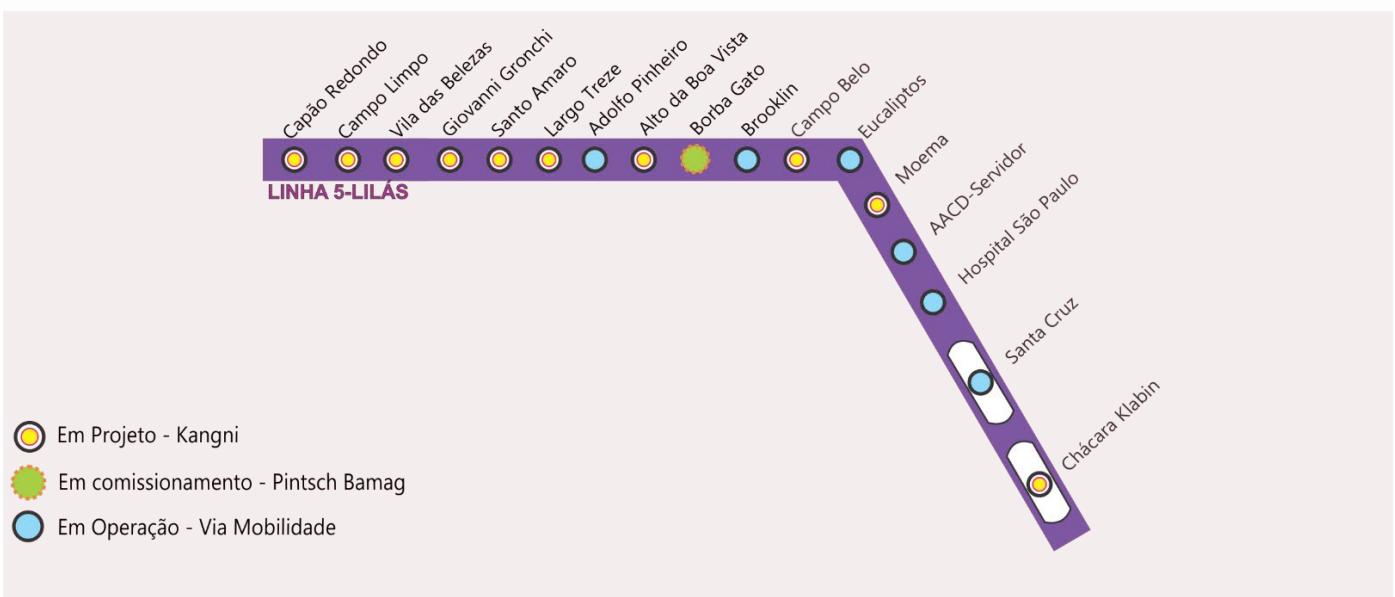 Capão Redondo
Campo Limpo
Vila das Belezas
Giovanni Gronchi
Santo Amaro
Largo Treze
Adolfo Pinheiro
Alto da Boa Vista
Borba Gato
Brooklin
Campo Belo
Eucaliptos
Moema
AACD-Servidor
Hospital São Paulo
Santa Cruz
Chácara Klabin
LINHA 5-LILÁS
Em Projeto - Kangni
Em comissionamento - Pintsch Bamag
Em Operação - Via Mobilidade